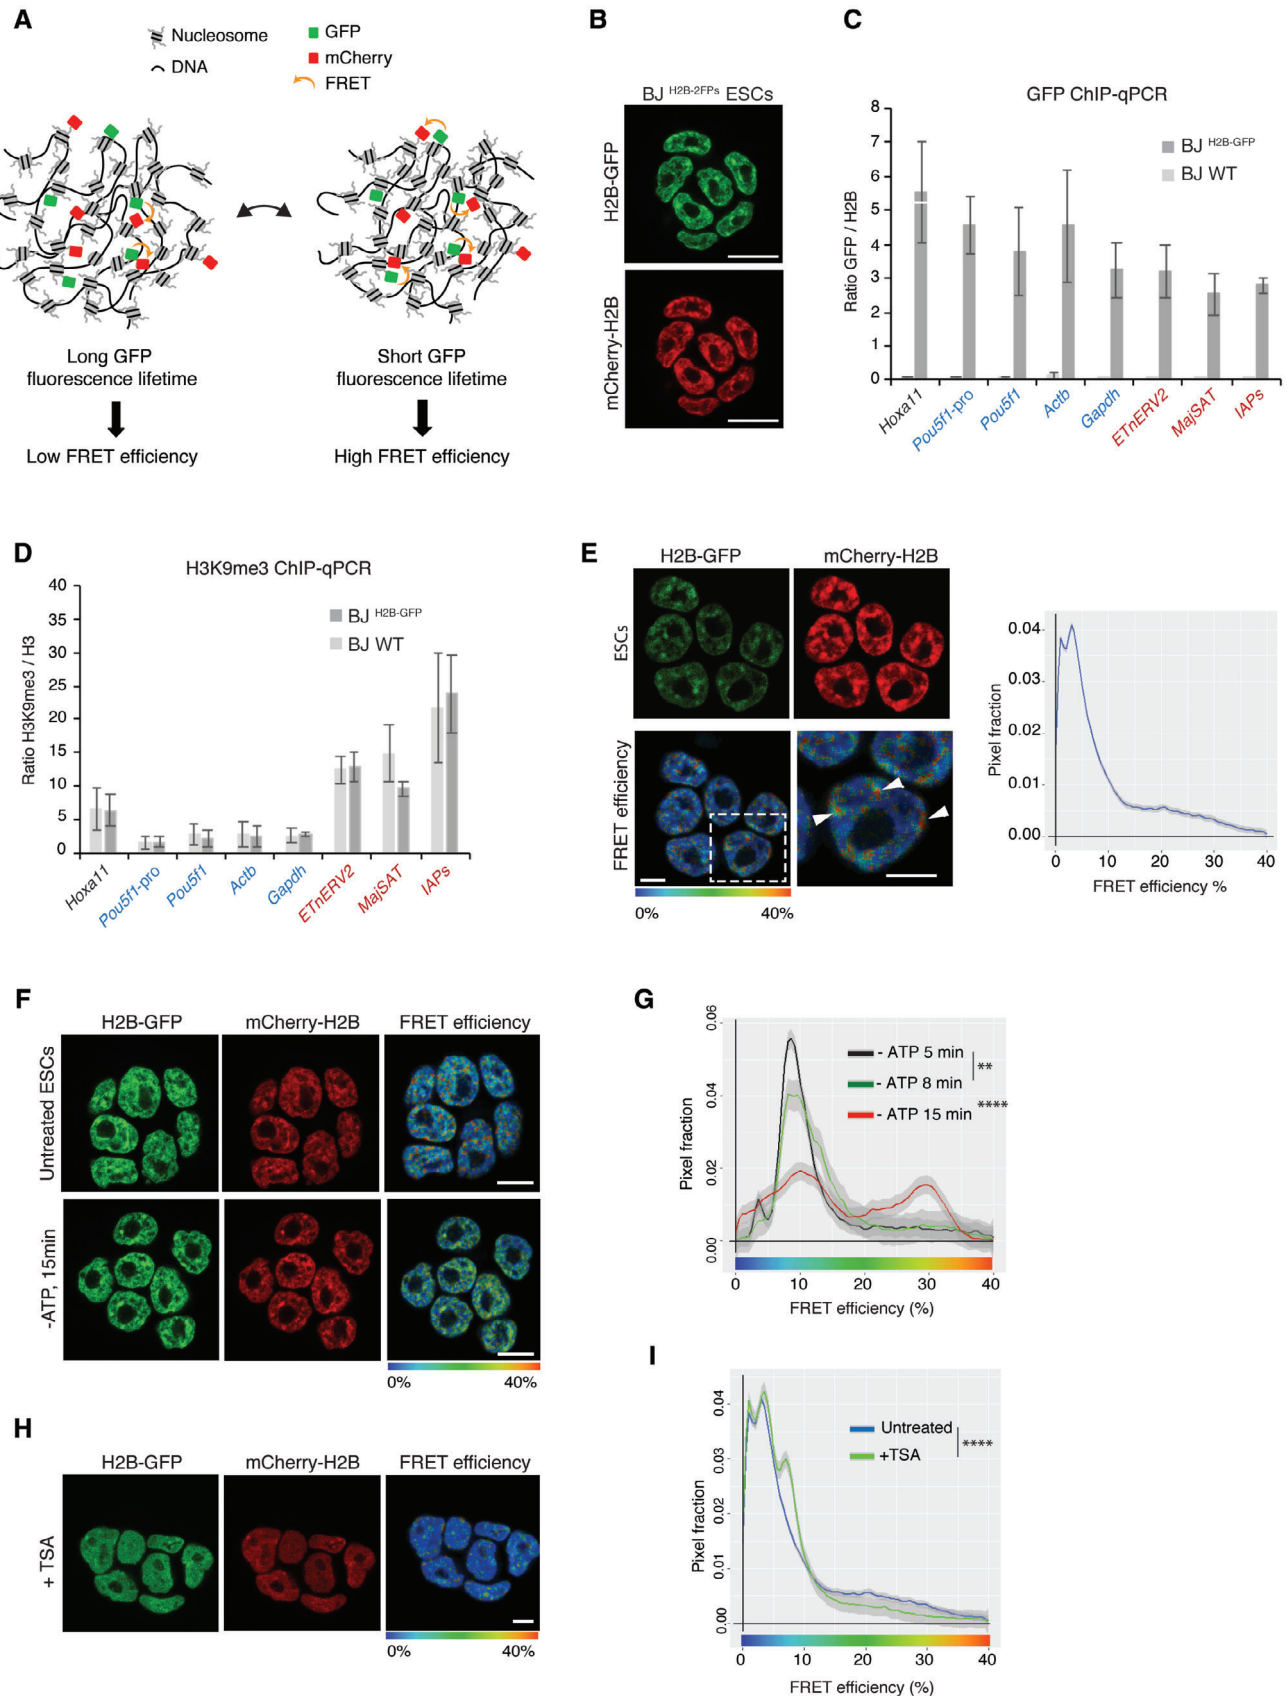 A
Nucleosome
DNA
GFP
mCherry
FRET
Long GFP
fluorescence lifetime
Low FRET efficiency
Short GFP
fluorescence lifetime
High FRET efficiency
B
BJ H2B-2FPs ESCs
H2B-GFP
mCherry-H2B
C
GFP ChIP-qPCR
BJ H2B-GFP
BJ WT
Ratio GFP / H2B
8
7
6
5
4
3
2
1
0
Hoxa11
Pou5f1-pro
Pou5f1
Actb
Gapdh
ETnERV2
MajSAT
IAPs
D
H3K9me3 ChIP-qPCR
BJ H2B-GFP
BJ WT
Ratio H3K9me3 / H3
40
35
30
25
20
15
10
5
0
Hoxa11
Pou5f1-pro
Pou5f1
Actb
Gapdh
ETnERV2
MajSAT
IAPs
E
H2B-GFP
mCherry-H2B
ESCs
FRET efficiency
0%
40%
Pixel fraction
0.04
0.03
0.02
0.01
0.00
0
10
20
30
40
FRET efficiency %
F
H2B-GFP
mCherry-H2B
FRET efficiency
Untreated ESCs
-ATP, 15min
0%
40%
G
Pixel fraction
0.06
0.04
0.02
0.00
- ATP 5 min
- ATP 8 min
- ATP 15 min
**
****
0
10
20
30
40
FRET efficiency (%)
H
H2B-GFP
mCherry-H2B
FRET efficiency
+ TSA
0%
40%
I
Pixel fraction
0.04
0.03
0.02
0.01
0.00
Untreated
+TSA
****
0
10
20
30
40
FRET efficiency (%)